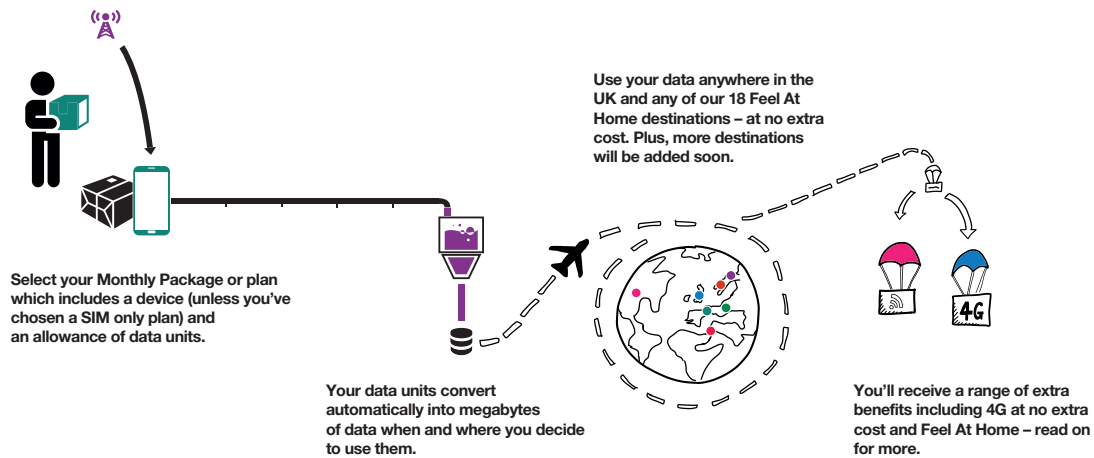 Select your Monthly Package or plan
which includes a device (unless you’ve
chosen a SIM only plan) and
an allowance of data units.
Your data units convert
automatically into megabytes
of data when and where you decide
to use them.
Use your data anywhere in the
UK and any of our 18 Feel At
Home destinations – at no extra
cost. Plus, more destinations
will be added soon.
4G
You’ll receive a range of extra
benefits including 4G at no extra
cost and Feel At Home – read on
for more.